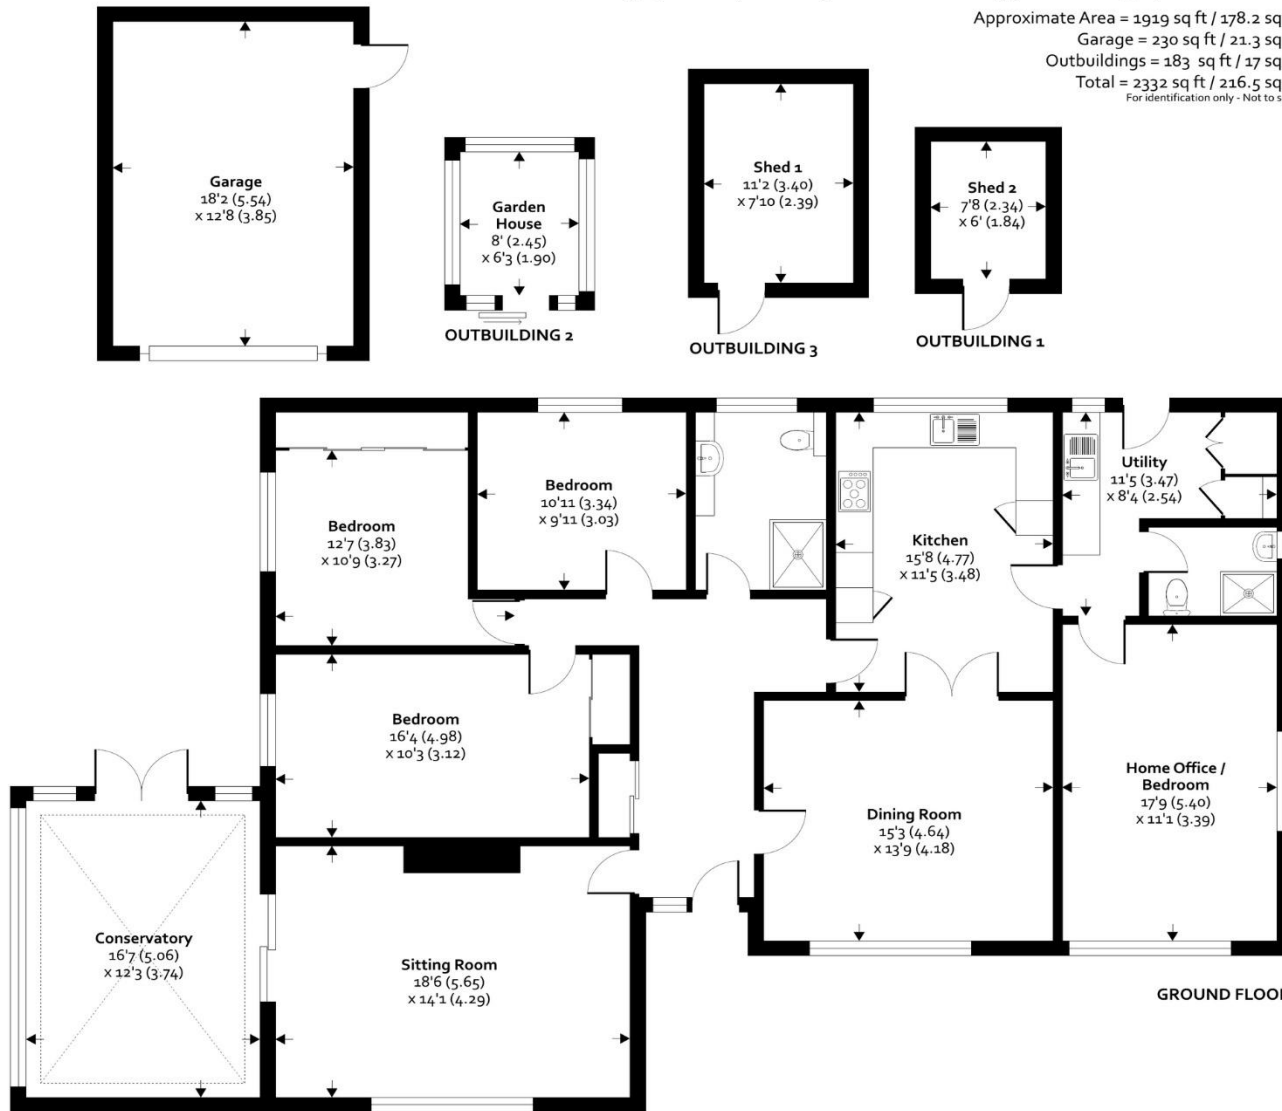 Approximate Area = 1919 sq ft / 178.2 sq
Garage = 230 sq ft / 21.3 sq
Outbuildings = 183 sq ft / 17 sq
Total = 2332 sq ft / 216.5 sq
For identification only - Not to s
Garage
18'2 (5.54)
x 12'8 (3.85)
Garden
House
8' (2.45)
x 6'3 (1.90)
OUTBUILDING 2
Shed 1
11'2 (3.40)
x 7'10 (2.39)
OUTBUILDING 3
Shed 2
7'8 (2.34)
x 6' (1.84)
OUTBUILDING 1
Bedroom
12'7 (3.83)
x 10'9 (3.27)
Bedroom
10'11 (3.34)
x 9'11 (3.03)
Kitchen
15'8 (4.77)
x 11'5 (3.48)
Utility
11'5 (3.47)
x 8'4 (2.54)
Bedroom
16'4 (4.98)
x 10'3 (3.12)
Dining Room
15'3 (4.64)
x 13'9 (4.18)
Home Office /
Bedroom
17'9 (5.40)
x 11'1 (3.39)
Conservatory
16'7 (5.06)
x 12'3 (3.74)
Sitting Room
18'6 (5.65)
x 14'1 (4.29)
GROUND FLOO